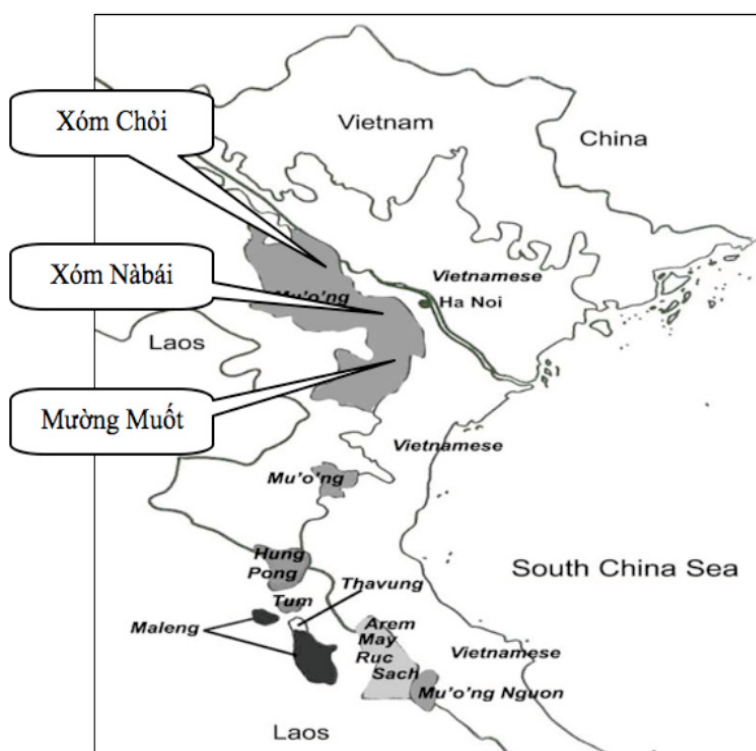 Xóm Chỏi
Vietnam
China
Xóm Nàbái
Vietnamese
Mu'o'ng
Ha Noi
Laos
Mường Muốt
Vietnamese
Mu'o'ng
Hung
Pong
Thavung
South China Sea
Tum
Maleng
Arem
May
Ruc
Vietnamese
Sach
Mu'o'ng Nguon
Laos